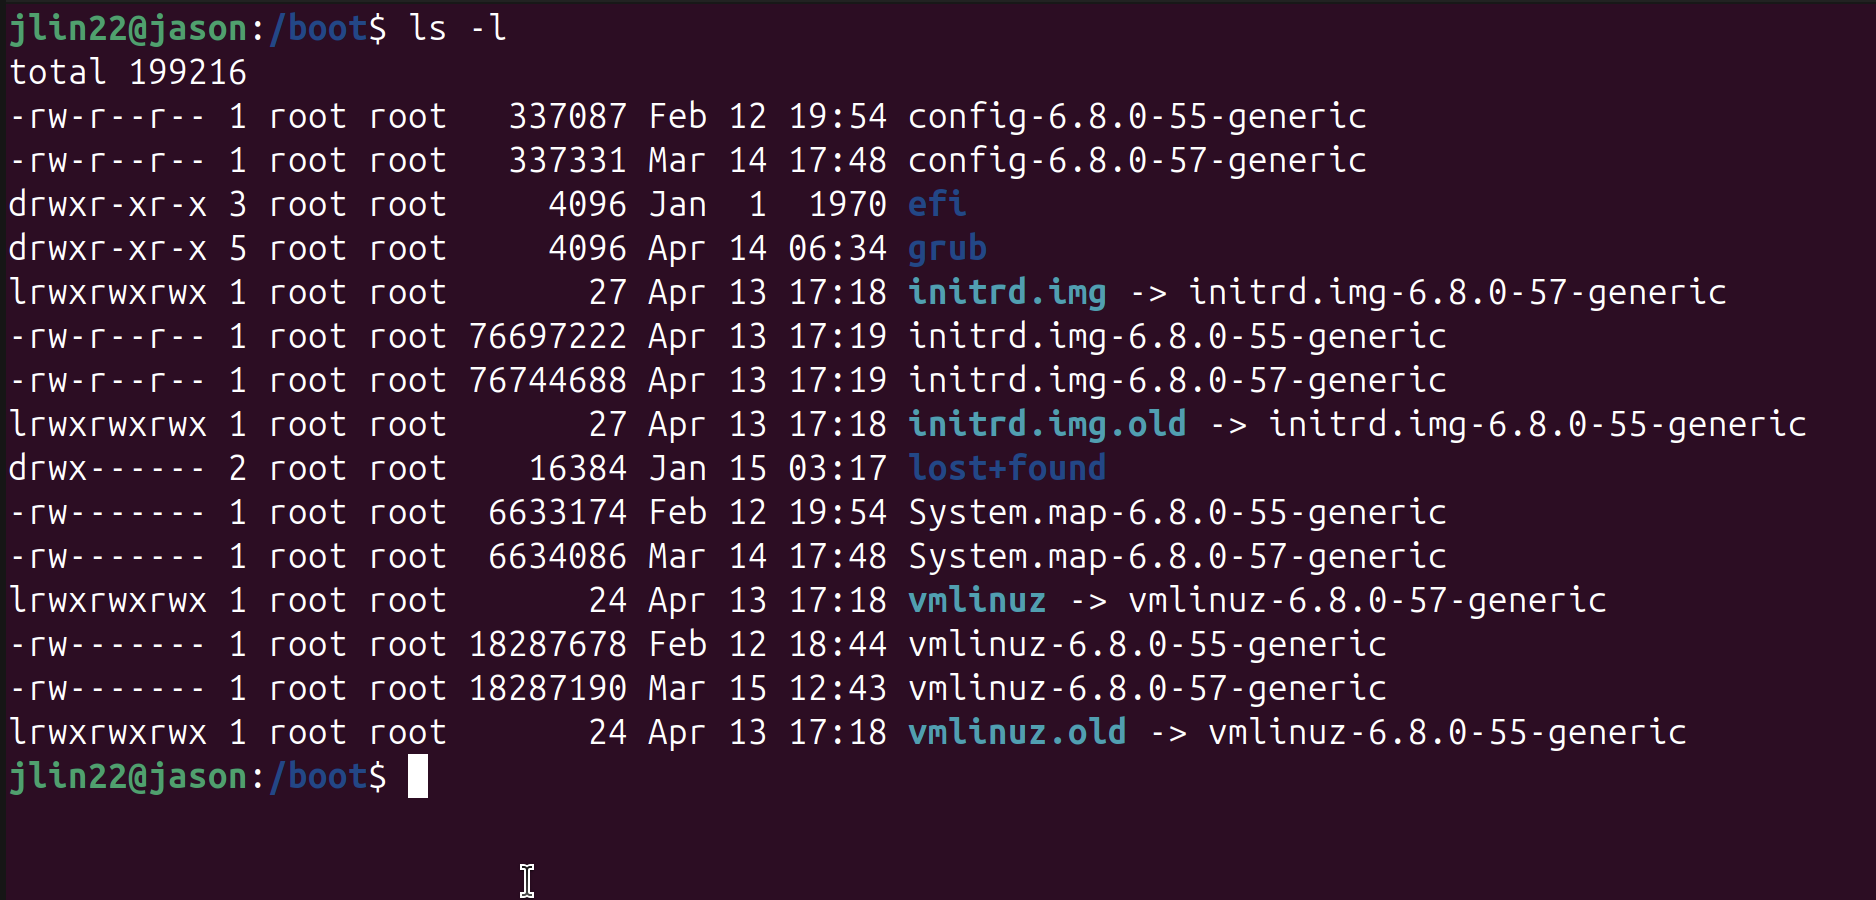 jlin22@jason:/boot$ ls -l
total 199216
-rw-r--r-- 1 root root   337087 Feb 12 19:54 config-6.8.0-55-generic
-rw-r--r-- 1 root root   337331 Mar 14 17:48 config-6.8.0-57-generic
drwxr-xr-x 3 root root     4096 Jan  1  1970 efi
drwxr-xr-x 5 root root     4096 Apr 14 06:34 grub
lrwxrwxrwx 1 root root       27 Apr 13 17:18 initrd.img -> initrd.img-6.8.0-57-generic
-rw-r--r-- 1 root root 76697222 Apr 13 17:19 initrd.img-6.8.0-55-generic
-rw-r--r-- 1 root root 76744688 Apr 13 17:19 initrd.img-6.8.0-57-generic
lrwxrwxrwx 1 root root       27 Apr 13 17:18 initrd.img.old -> initrd.img-6.8.0-55-generic
drwx------ 2 root root    16384 Jan 15 03:17 lost+found
-rw------- 1 root root  6633174 Feb 12 19:54 System.map-6.8.0-55-generic
-rw------- 1 root root  6634086 Mar 14 17:48 System.map-6.8.0-57-generic
lrwxrwxrwx 1 root root       24 Apr 13 17:18 vmlinuz -> vmlinuz-6.8.0-57-generic
-rw------- 1 root root 18287678 Feb 12 18:44 vmlinuz-6.8.0-55-generic
-rw------- 1 root root 18287190 Mar 15 12:43 vmlinuz-6.8.0-57-generic
lrwxrwxrwx 1 root root       24 Apr 13 17:18 vmlinuz.old -> vmlinuz-6.8.0-55-generic
jlin22@jason:/boot$